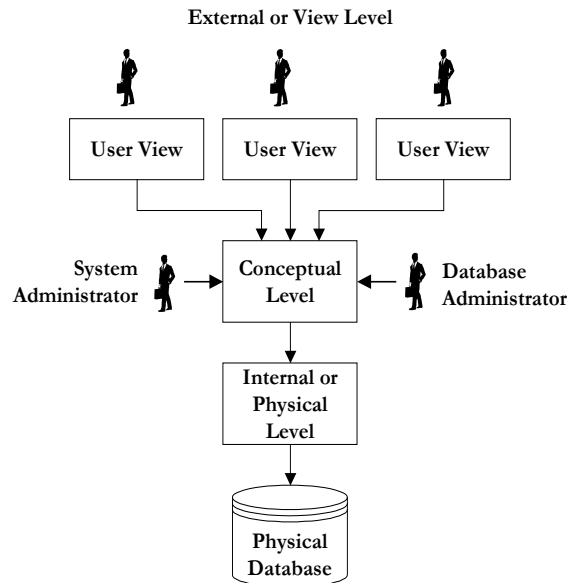 External or View Level
User View
User View
User View
System
Administrator
Conceptual
Level
Database
Administrator
Internal or
Physical
Level
Physical
Database